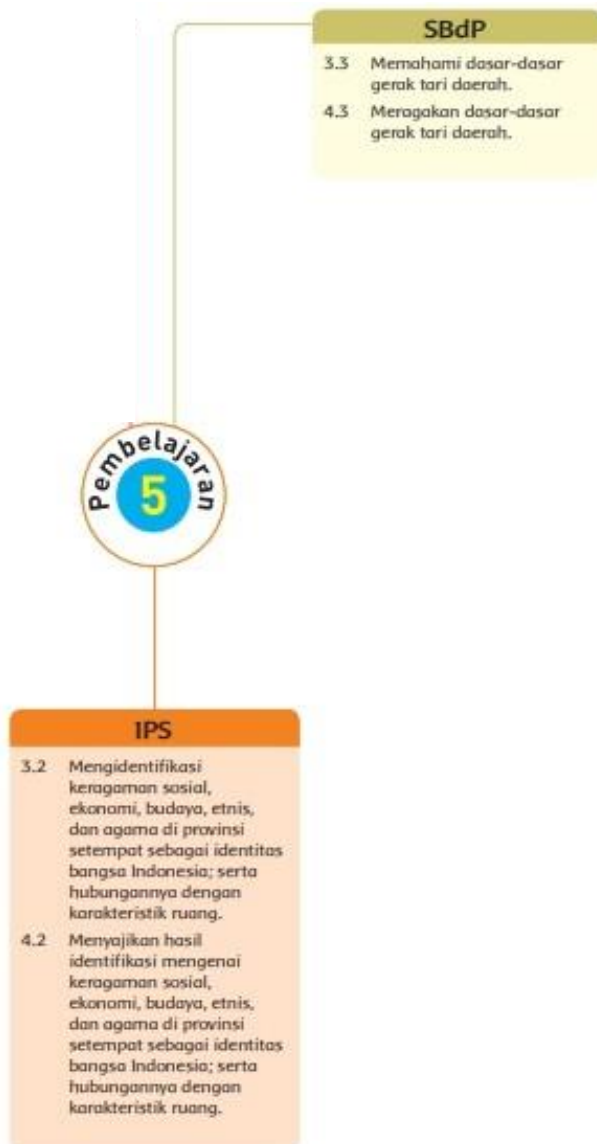 SBdP
3.3 Memahami dasar-dasar
gerak tari daerah.
4.3 Meragakan dasar-dasar
gerak tari daerah.
Pembelajaran
5
IPS
3.2 Mengidentifikasi
keragaman sosial,
ekonomi, budaya, etnis,
dan agama di provinsi
setempat sebagai identitas
bangsa Indonesia; serta
hubungannya dengan
karakteristik ruang.
4.2 Menyajikan hasil
identifikasi mengenai
keragaman sosial,
ekonomi, budaya, etnis,
dan agama di provinsi
setempat sebagai identitas
bangsa Indonesia; serta
hubungannya dengan
karakteristik ruang.